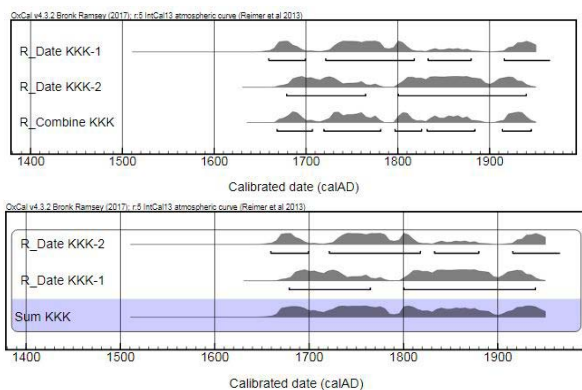 OxCal v4.3.2 Bronk Ramsey (2017); r:5 IntCal13 atmospheric curve (Reimer et al 2013)
R_Date KKK-1
R_Date KKK-2
R_Combine KKK
1400 1500 1600 1700 1800 1900
Calibrated date (calAD)
OxCal v4.3.2 Bronk Ramsey (2017); r:5 IntCal13 atmospheric curve (Reimer et al 2013)
R_Date KKK-2
R_Date KKK-1
Sum KKK
1400 1500 1600 1700 1800 1900
Calibrated date (calAD)